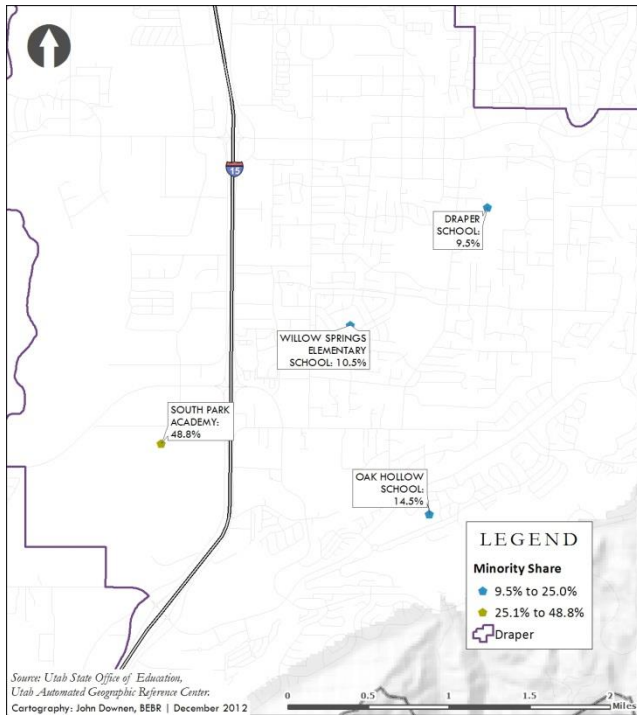 15
DRAPER
SCHOOL:
9.5%
WILLOW SPRINGS
ELEMENTARY
SCHOOL: 10.5%
SOUTH PARK
ACADEMY:
48.8%
OAK HOLLOW
SCHOOL:
14.5%
LEGEND
Minority Share
9.5% to 25.0%
25.1% to 48.8%
Draper
Source: Utah State Office of Education,
Utah Automated Geographic Reference Center.
Cartography: John Downen, BEBR | December 2012
0 0.5 1 1.5 2
Miles